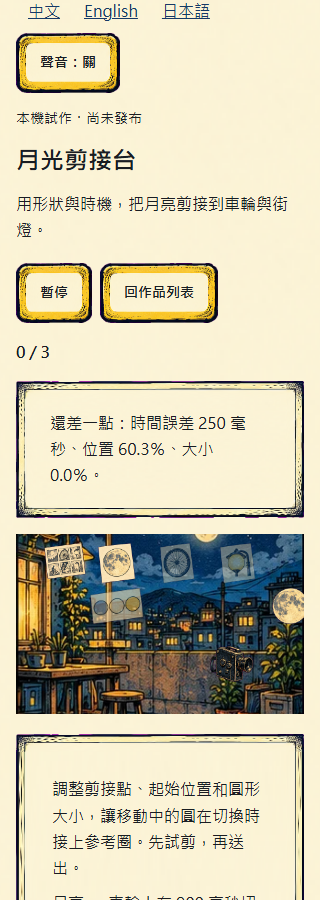 中文 English 日本語
聲音：關
本機試作・尚未發布
月光剪接台
用形狀與時機，把月亮剪接到車輪與街
燈。
暫停 回作品列表
0 / 3
還差一點：時間誤差 250 毫
秒、位置 60.3%、大小
0.0%。
調整剪接點、起始位置和圓形
大小，讓移動中的圓在切換時
接上參考圈。先試剪，再送
出。